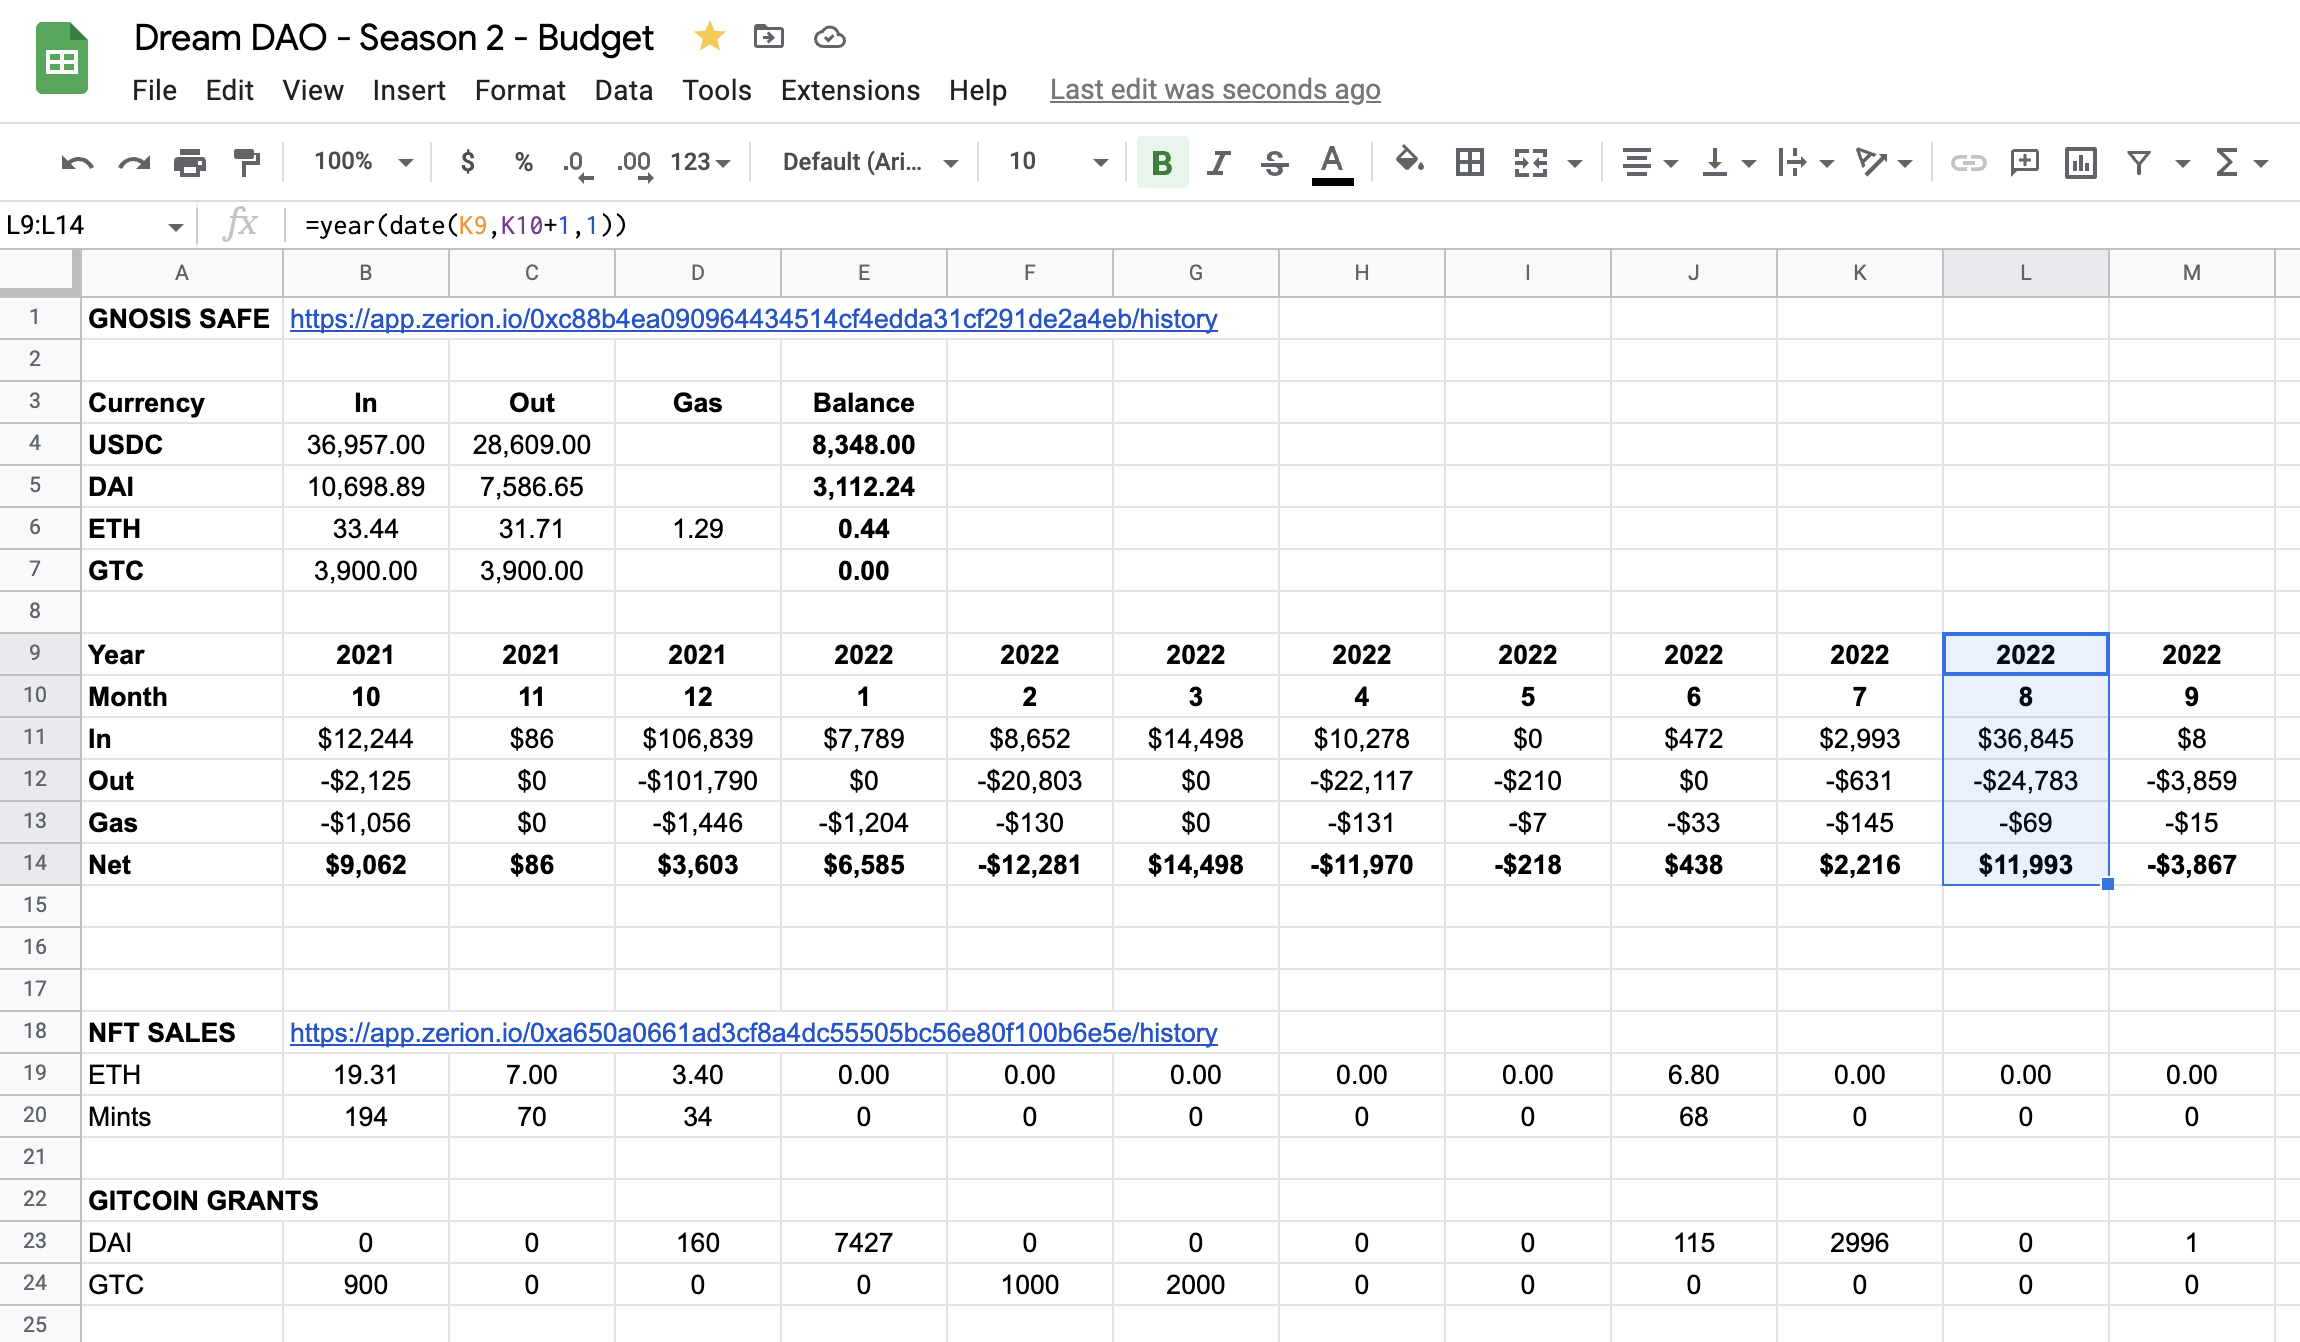 Dream DAO - Season 2 - Budget
File Edit View Insert Format Data Tools Extensions Help Last edit was seconds ago
100% $ % .0 .00 123 Default (Ari... 10 B I S A
L9:L14 fx =year(date(K9,K10+1,1))
A B C D E F G H I J K L M
1 GNOSIS SAFE https://app.zerion.io/0xc88b4ea090964434514cf4edda31cf291de2a4eb/history
2
3 Currency In Out Gas Balance
4 USDC 36,957.00 28,609.00 8,348.00
5 DAI 10,698.89 7,586.65 3,112.24
6 ETH 33.44 31.71 1.29 0.44
7 GTC 3,900.00 3,900.00 0.00
8
9 Year 2021 2021 2021 2022 2022 2022 2022 2022 2022 2022 2022 2022
10 Month 10 11 12 1 2 3 4 5 6 7 8 9
11 In $12,244 $86 $106,839 $7,789 $8,652 $14,498 $10,278 $0 $472 $2,993 $36,845 $8
12 Out -$2,125 $0 -$101,790 $0 -$20,803 $0 -$22,117 -$210 $0 -$631 -$24,783 -$3,859
13 Gas -$1,056 $0 -$1,446 -$1,204 -$130 $0 -$131 -$7 -$33 -$145 -$69 -$15
14 Net $9,062 $86 $3,603 $6,585 -$12,281 $14,498 -$11,970 -$218 $438 $2,216 $11,993 -$3,867
15
16
17
18 NFT SALES https://app.zerion.io/0xa650a0661ad3cf8a4dc55505bc56e80f100b6e5e/history
19 ETH 19.31 7.00 3.40 0.00 0.00 0.00 0.00 0.00 6.80 0.00 0.00 0.00
20 Mints 194 70 34 0 0 0 0 0 68 0 0 0
21
22 GITCOIN GRANTS
23 DAI 0 0 160 7427 0 0 0 0 115 2996 0 1
24 GTC 900 0 0 0 1000 2000 0 0 0 0 0 0
25